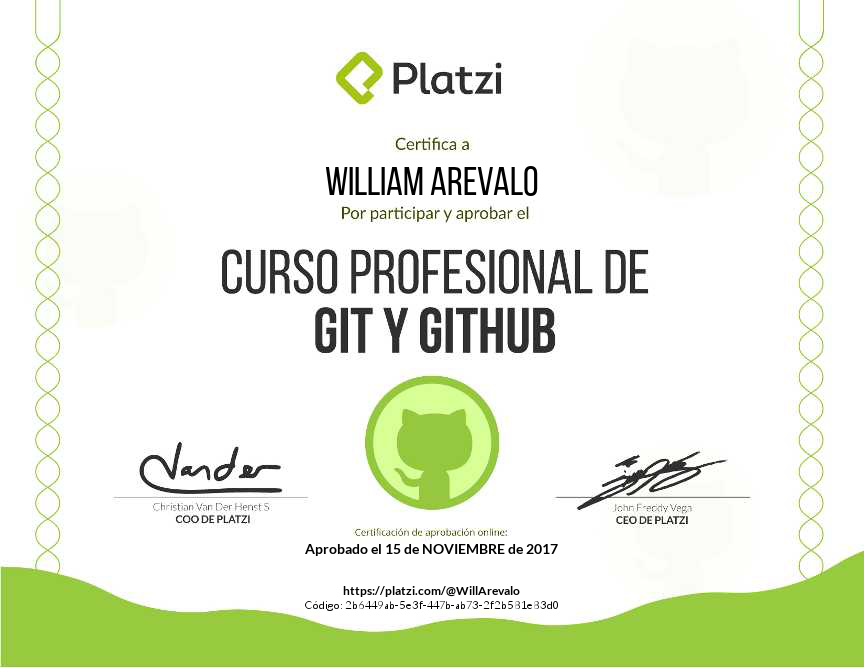 Platzi
Certifica a
WILLIAM AREVALO
Por participar y aprobar el
CURSO PROFESIONAL DE
GIT Y GITHUB
Vander
Christian Van Der Henst S
COO DE PLATZI
John Freddy Vega
CEO DE PLATZI
Certificación de aprobación online:
Aprobado el 15 de NOVIEMBRE de 2017
https://platzi.com/@WillArevalo
Código: 2b6449ab-5e3f-447b-ab73-2f2b581e83d0